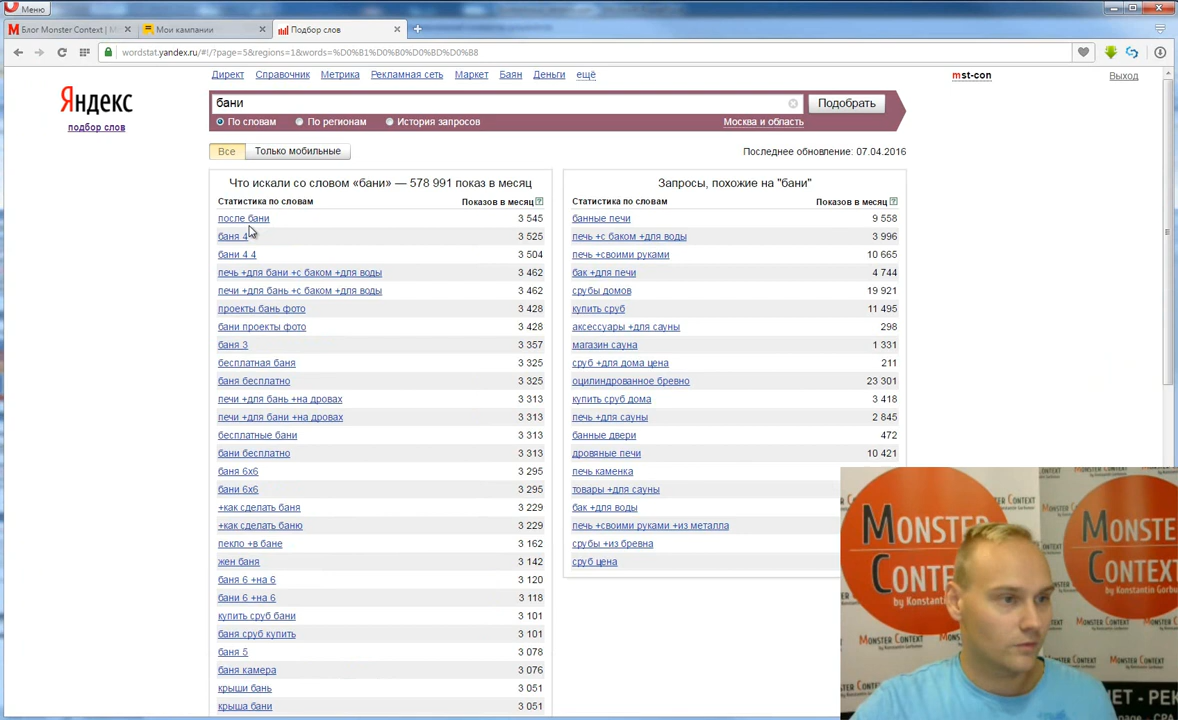 Меню
Блог Monster Context | М
Мои кампании
Подбор слов
wordstat.yandex.ru/#!/?page=5&regions=1&words=%D0%B1%D0%B0%D0%BD%D0%B8
Директ Справочник Метрика Рекламная сеть Маркет Баян Деньги ещё
mst-con
Выход
Яндекс
подбор слов
бани
Подобрать
По словам По регионам История запросов
Москва и область
Все Только мобильные
Последнее обновление: 07.04.2016
Что искали со словом «бани» — 578 991 показ в месяц
Статистика по словам Показов в месяц ?
после бани 3 545
баня 4 3 525
бани 4 4 3 504
печь +для бани +с баком +для воды 3 462
печи +для бань +с баком +для воды 3 462
проекты бань фото 3 428
бани проекты фото 3 428
баня 3 3 357
бесплатная баня 3 325
баня бесплатно 3 325
печи +для бань +на дровах 3 313
печи +для бани +на дровах 3 313
бесплатные бани 3 313
бани бесплатно 3 313
баня 6х6 3 295
бани 6х6 3 295
+как сделать баня 3 229
+как сделать баню 3 229
пекло +в бане 3 162
жен баня 3 142
баня 6 +на 6 3 120
бани 6 +на 6 3 118
купить сруб бани 3 101
баня сруб купить 3 101
баня 5 3 078
баня камера 3 076
крыши бань 3 051
крыша бани 3 051
Запросы, похожие на "бани"
Статистика по словам Показов в месяц ?
банные печи 9 558
печь +с баком +для воды 3 996
печь +своими руками 10 665
бак +для печи 4 744
срубы домов 19 921
купить сруб 11 495
аксессуары +для сауны 298
магазин сауна 1 331
сруб +для дома цена 211
оцилиндрованное бревно 23 301
купить сруб дома 3 418
печь +для сауны 2 845
банные двери 472
дровяные печи 10 421
печь каменка
товары +для сауны
бак +для воды
печь +своими руками +из металла
срубы +из бревна
сруб цена
MONSTER
CONTE
by Konstantin Gorbu
MONSTE
CONTEX
by Konstantin Gorbun
MONSTER
CONTEXT